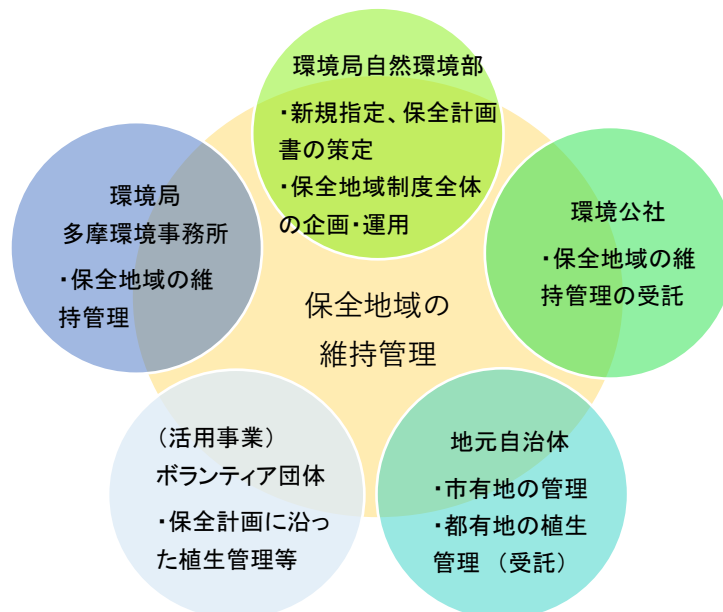 環境局自然環境部
・新規指定、保全計画
書の策定
・保全地域制度全体
の企画・運用
環境局
多摩環境事務所
・保全地域の維
持管理
環境公社
・保全地域の維
持管理の受託
保全地域の
維持管理
（活用事業）
ボランティア団体
・保全計画に沿っ
た植生管理等
地元自治体
・市有地の管理
・都有地の植生
管理 （受託）